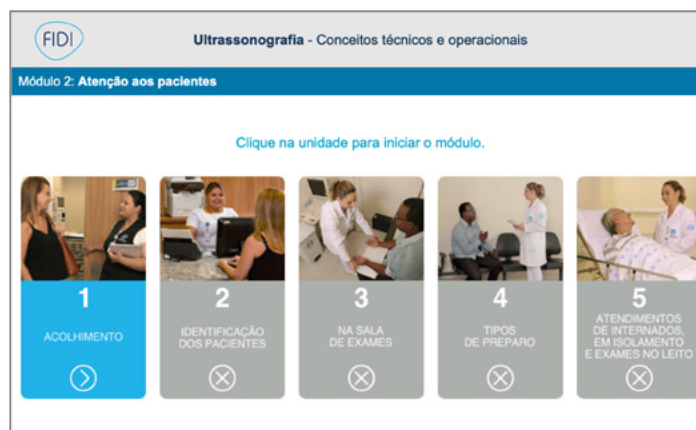 FIDI
Ultrassonografia - Conceitos técnicos e operacionais
Módulo 2: Atenção aos pacientes
Clique na unidade para iniciar o módulo.
1
ACOLHIMENTO
2
IDENTIFICAÇÃO
DOS PACIENTES
3
NA SALA
DE EXAMES
4
TIPOS
DE PREPARO
5
ATENDIMENTOS
DE INTERNADOS,
EM ISOLAMENTO
E EXAMES NO LEITO